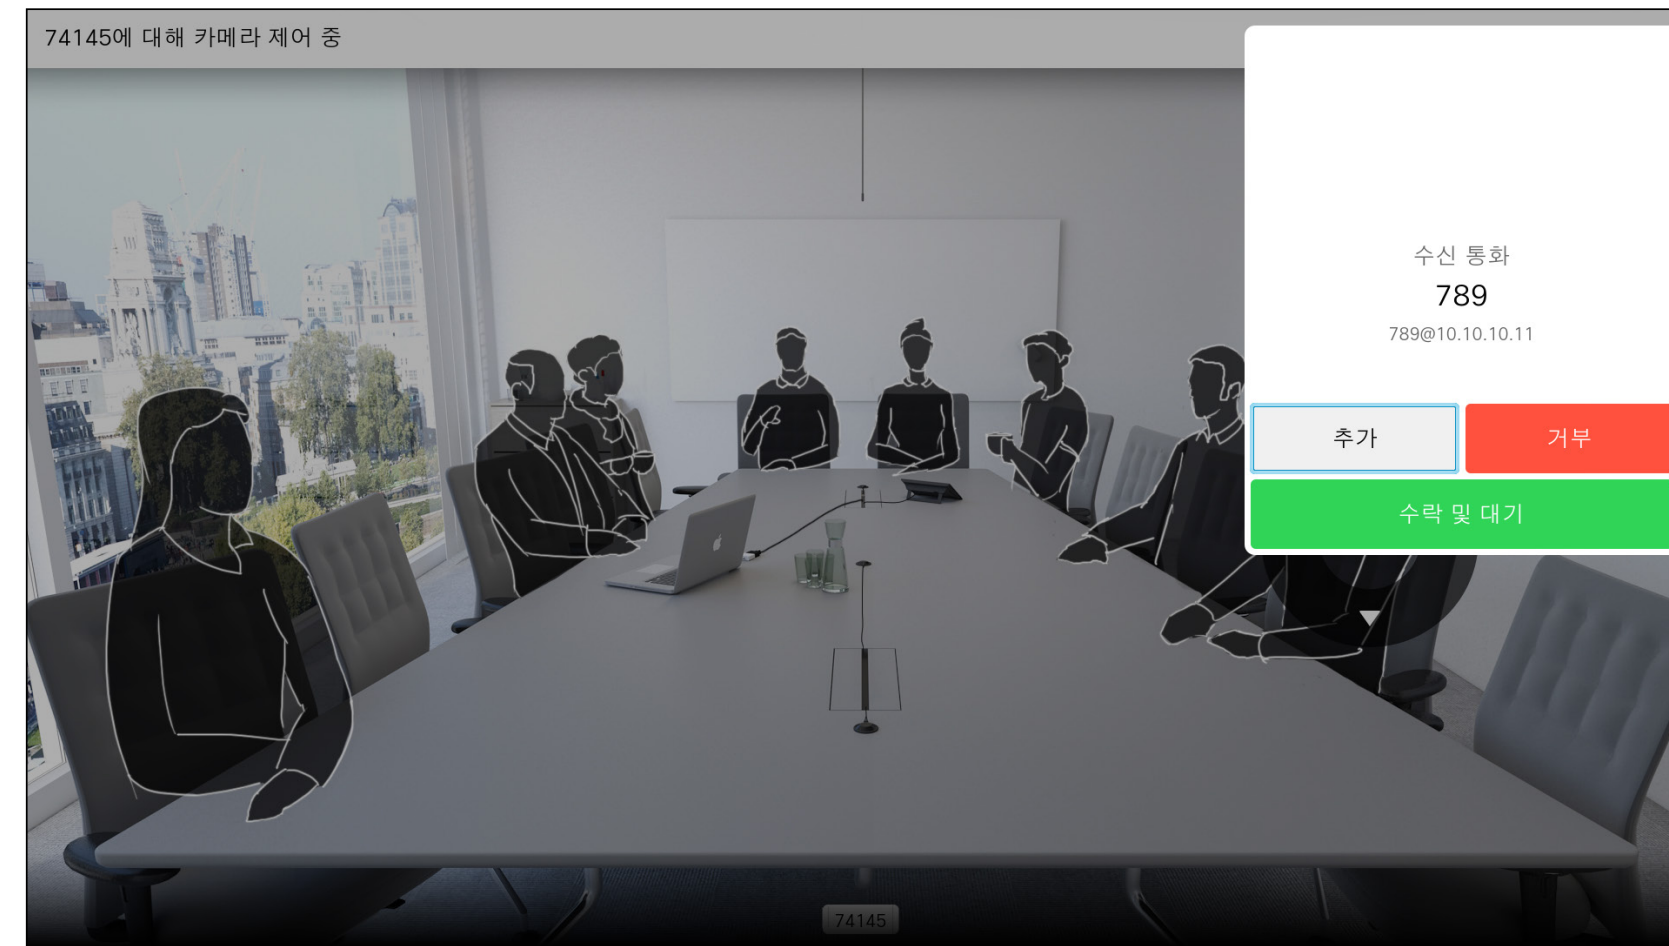 74145에 대해 카메라 제어 중
수신 통화
789
789@10.10.10.11
추가
거부
수락 및 대기
74145